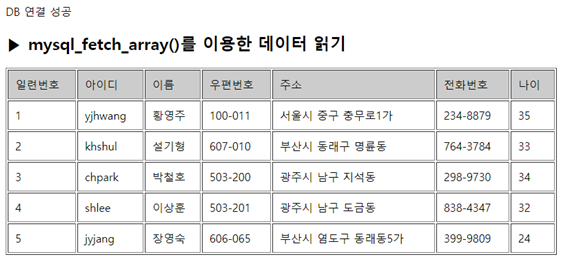 DB 연결 성공
▶ mysql_fetch_array()를 이용한 데이터 읽기
일련번호 아이디 이름 우편번호 주소 전화번호 나이
1 yjhwang 황영주 100-011 서울시 중구 충무로1가 234-8879 35
2 khshul 설기형 607-010 부산시 동래구 명륜동 764-3784 33
3 chpark 박철호 503-200 광주시 남구 지석동 298-9730 34
4 shlee 이상훈 503-201 광주시 남구 도금동 838-4347 32
5 jyjang 장영숙 606-065 부산시 염도구 동래동5가 399-9809 24